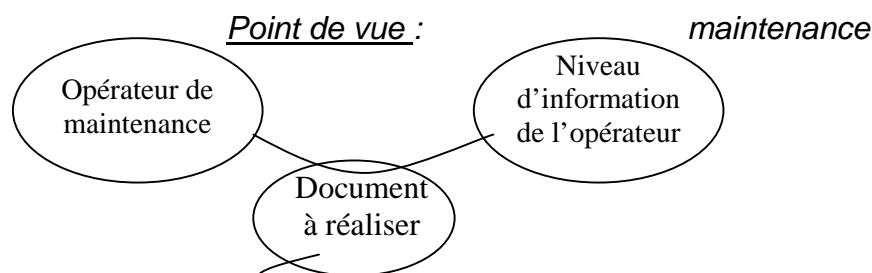 Point de vue : maintenance
Opérateur de
maintenance
Niveau
d’information
de l’opérateur
Document
à réaliser